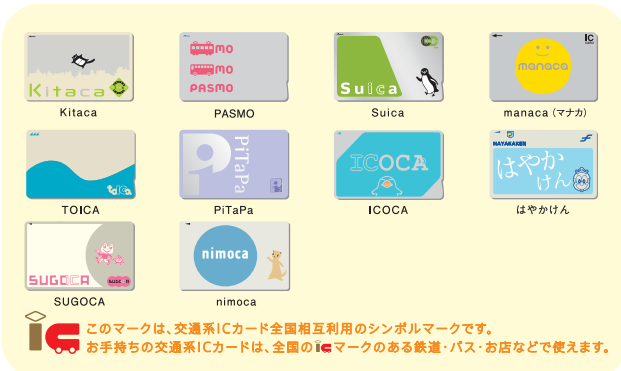 Kitaca
mo
mo
PASMO
Suica
IC
manaca
Kitaca
PASMO
Suica
manaca（マナカ）
toica
PiTaPa
ICOCA
HAYAKAKEN
はやか
けん
TOICA
PiTaPa
ICOCA
はやかけん
SUGOCA
nimoca
SUGOCA
nimoca
このマークは、交通系ICカード全国相互利用のシンボルマークです。
お手持ちの交通系ICカードは、全国のicマークのある鉄道・バス・お店などで使えます。